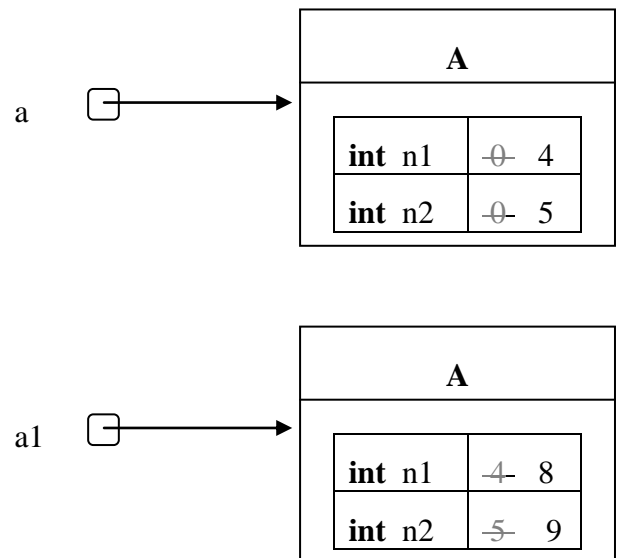 A
a
int n1 0 4
int n2 0 5
A
a1
int n1 4 8
int n2 5 9